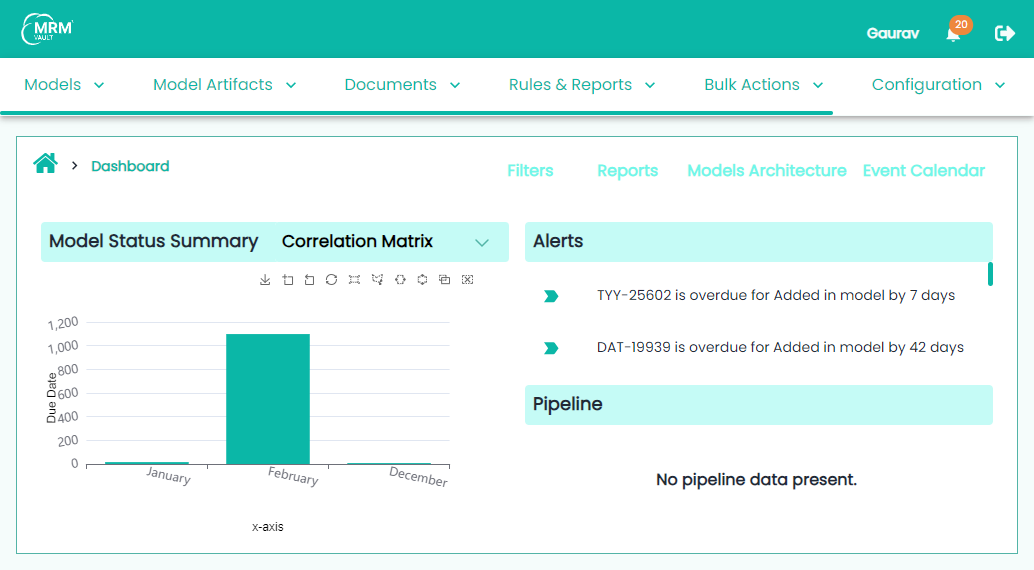 MRM
VAULT
Gaurav
20
Models
Model Artifacts
Documents
Rules & Reports
Bulk Actions
Configuration
Dashboard
Filters
Reports
Models Architecture
Event Calendar
Model Status Summary
Correlation Matrix
Alerts
TYY-25602 is overdue for Added in model by 7 days
DAT-19939 is overdue for Added in model by 42 days
Pipeline
No pipeline data present.
Due Date
1,200
1,000
800
600
400
200
0
January
February
December
x-axis